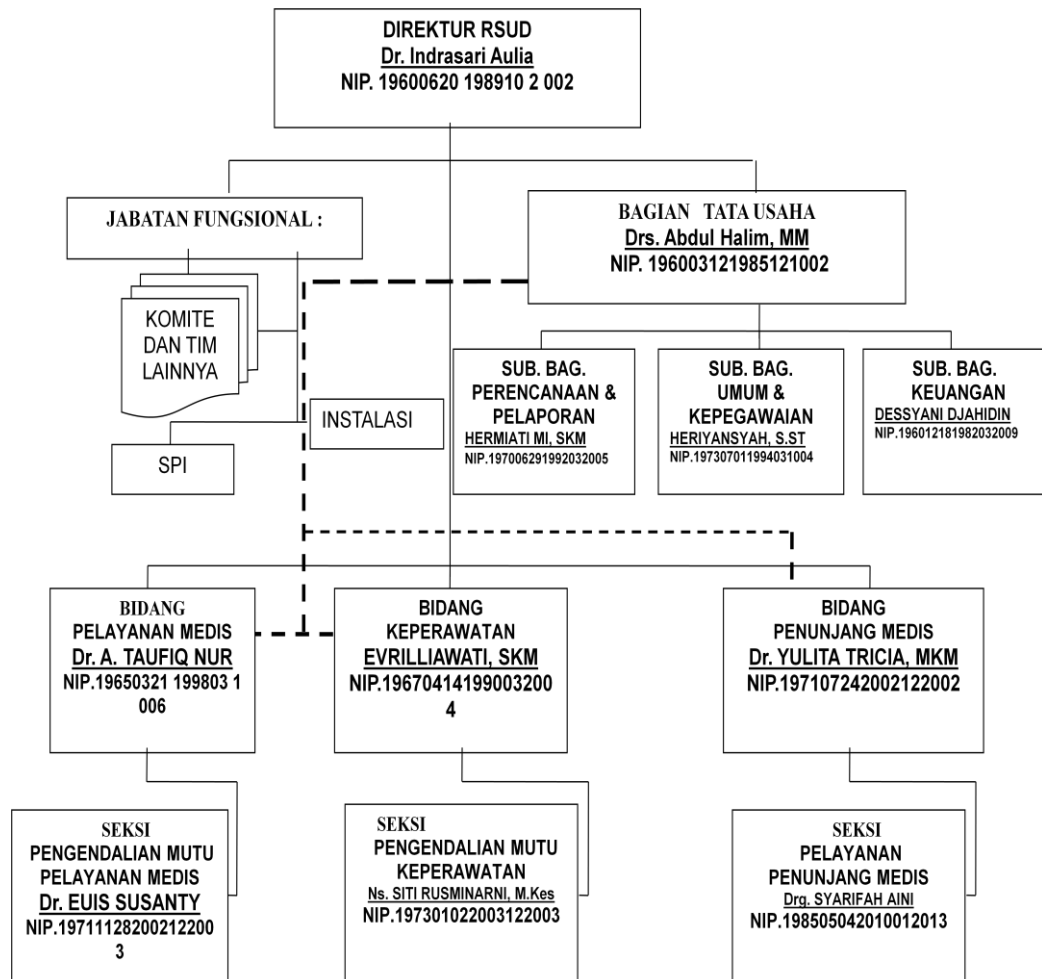 DIREKTUR RSUD
Dr. Indrasari Aulia
NIP. 19600620 198910 2 002
JABATAN FUNGSIONAL :
BAGIAN TATA USAHA
Drs. Abdul Halim, MM
NIP. 196003121985121002
KOMITE
DAN TIM
LAINNYA
INSTALASI
SPI
SUB. BAG.
PERENCANAAN &
PELAPORAN
HERMIATI MI, SKM
NIP.197006291992032005
SUB. BAG.
UMUM &
KEPEGAWAIAN
HERIYANSYAH, S.ST
NIP.197307011994031004
SUB. BAG.
KEUANGAN
DESSYANI DJAHIDIN
NIP.196012181982032009
BIDANG
PELAYANAN MEDIS
Dr. A. TAUFIQ NUR
NIP.19650321 199803 1
006
BIDANG
KEPERAWATAN
EVRILLIAWATI, SKM
NIP.19670414199003200
4
BIDANG
PENUNJANG MEDIS
Dr. YULITA TRICIA, MKM
NIP.197107242002122002
SEKSI
PENGENDALIAN MUTU
PELAYANAN MEDIS
Dr. EUIS SUSANTY
NIP.19711128200212200
3
SEKSI
PENGENDALIAN MUTU
KEPERAWATAN
Ns. SITI RUSMINARNI, M.Kes
NIP.197301022003122003
SEKSI
PELAYANAN
PENUNJANG MEDIS
Drg. SYARIFAH AINI
NIP.198505042010012013